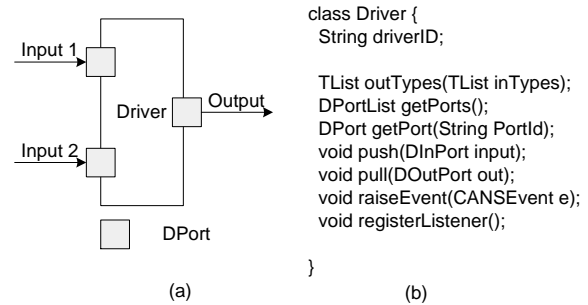 Input 1
Input 2
Driver
Output
DPort
(a)
class Driver {
String driverID;
TList outTypes(TList inTypes);
DPortList getPorts();
DPort getPort(String PortId);
void push(DInPort input);
void pull(DOutPort out);
void raiseEvent(CANSEvent e);
void registerListener();
}
(b)